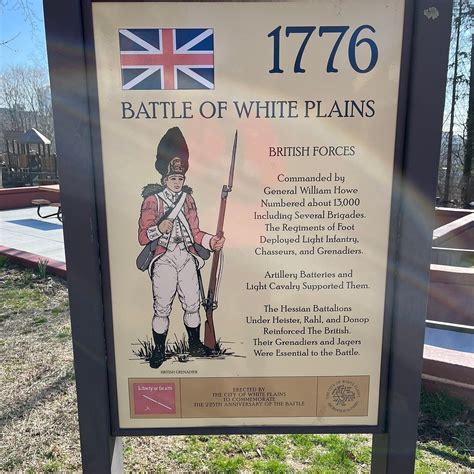 1776
BATTLE OF WHITE PLAINS
BRITISH FORCES
Commanded by
General William Howe
Numbered about 13,000
Including Several Brigades.
The Regiments of Foot
Deployed Light Infantry,
Chasseurs, and Grenadiers.
Artillery Batteries and
Light Cavalry Supported Them.
The Hessian Battalions
Under Heister, Rahl, and Donop
Reinforced The British.
Their Grenadiers and Jagers
Were Essential to the Battle.
BRITISH GRENADIER
Liberty or Death
ERECTED BY
THE CITY OF WHITE PLAINS
TO COMMEMORATE
THE 225TH ANNIVERSARY OF THE BATTLE